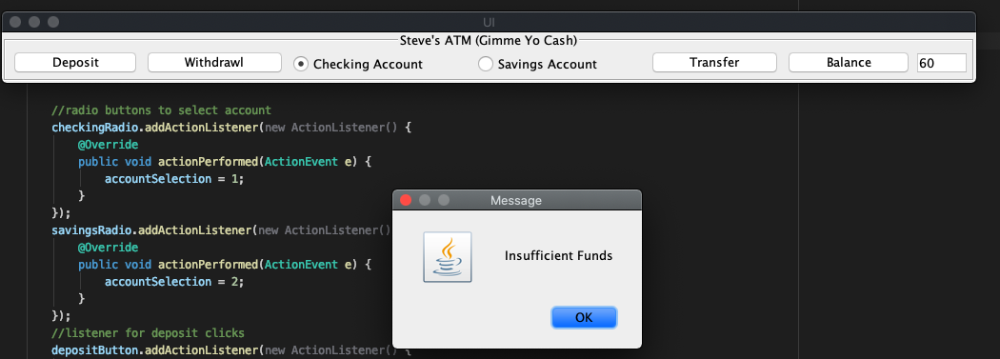 UI
Steve's ATM (Gimme Yo Cash)
Deposit Withdrawl Checking Account Savings Account Transfer Balance 60
//radio buttons to select account
checkingRadio.addActionListener(new ActionListener() {
@Override
public void actionPerformed(ActionEvent e) {
accountSelection = 1;
}
});
savingsRadio.addActionListener(new ActionListener()
@Override
public void actionPerformed(ActionEvent e) {
accountSelection = 2;
}
});
//listener for deposit clicks
depositButton.addActionListener(new ActionListener() {
Message
Insufficient Funds
OK